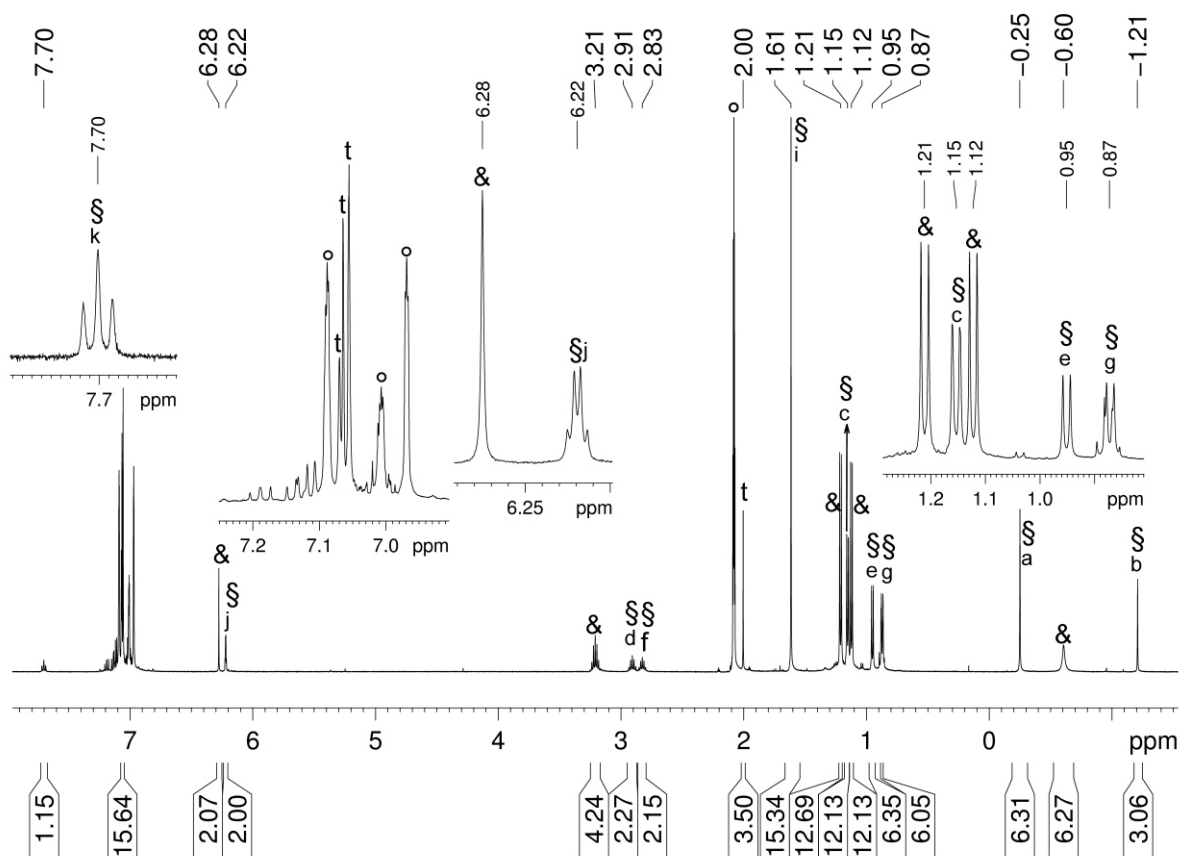 7.70 6.28 6.22 3.21 2.91 2.83 2.00 1.61 1.21 1.15 1.12 0.95 0.87 −0.25 −0.60 −1.21
7.70
§
k
7.7 ppm
t
t
t
°
°
°
7.2 7.1 7.0 ppm
6.28 6.22
&
§j
6.25 ppm
°
§
i
1.21 1.15 1.12 0.95 0.87
&
§
c
&
§
e
§
g
1.2 1.1 1.0 ppm
&
§
j
&
§
d
§
f
t
&
§
c
&
§
e
§
g
§
a
&
§
b
7 6 5 4 3 2 1 0 ppm
1.15 15.64 2.07 2.00 4.24 2.27 2.15 3.50 15.34 12.69 12.13 12.13 6.35 6.05 6.31 6.27 3.06